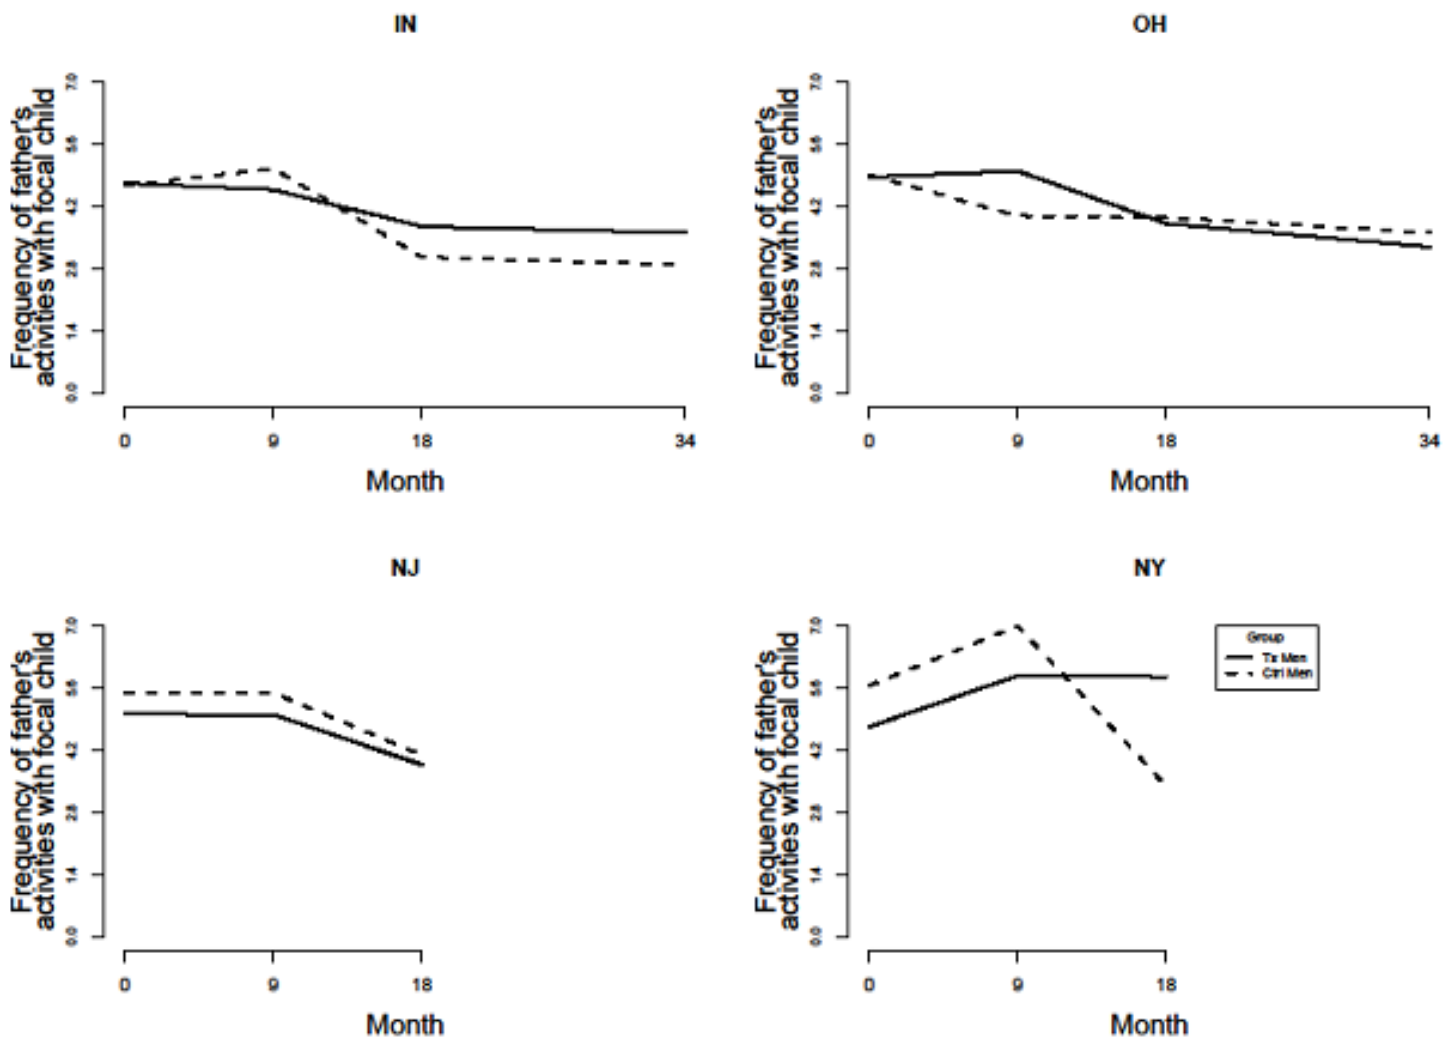 IN
Frequency of father's
activities with focal child
7.0
5.6
4.2
2.8
1.4
0.0
0 9 18 34
Month
OH
Frequency of father's
activities with focal child
7.0
5.6
4.2
2.8
1.4
0.0
0 9 18 34
Month
NJ
Frequency of father's
activities with focal child
7.0
5.6
4.2
2.8
1.4
0.0
0 9 18
Month
NY
Frequency of father's
activities with focal child
7.0
5.6
4.2
2.8
1.4
0.0
0 9 18
Month
Group
Tx Men
Ctrl Men